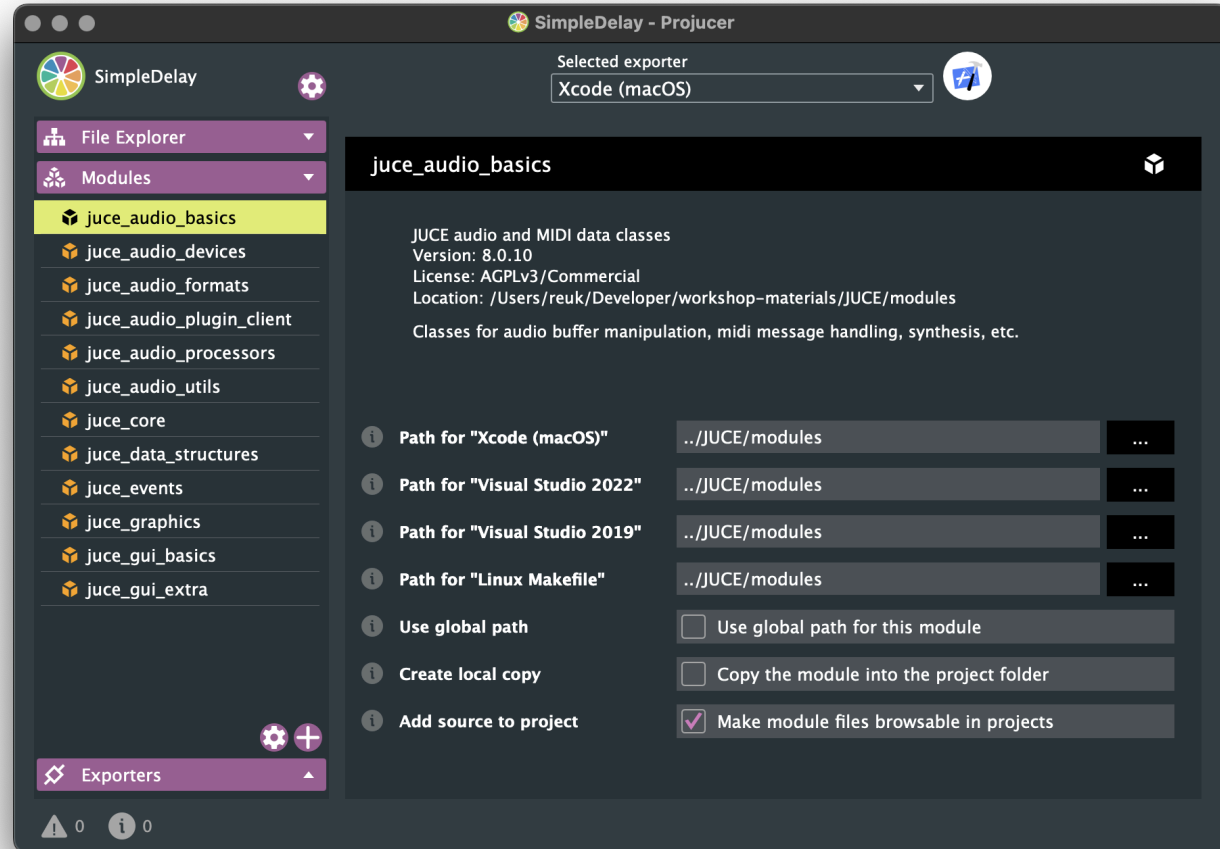 SimpleDelay - Projucer
SimpleDelay
Selected exporter
Xcode (macOS)
File Explorer
Modules
juce_audio_basics
juce_audio_devices
juce_audio_formats
juce_audio_plugin_client
juce_audio_processors
juce_audio_utils
juce_core
juce_data_structures
juce_events
juce_graphics
juce_gui_basics
juce_gui_extra
Exporters
0
0
juce_audio_basics
JUCE audio and MIDI data classes
Version: 8.0.10
License: AGPLv3/Commercial
Location: /Users/reuk/Developer/workshop-materials/JUCE/modules
Classes for audio buffer manipulation, midi message handling, synthesis, etc.
Path for "Xcode (macOS)" ../JUCE/modules ...
Path for "Visual Studio 2022" ../JUCE/modules ...
Path for "Visual Studio 2019" ../JUCE/modules ...
Path for "Linux Makefile" ../JUCE/modules ...
Use global path Use global path for this module
Create local copy Copy the module into the project folder
Add source to project Make module files browsable in projects